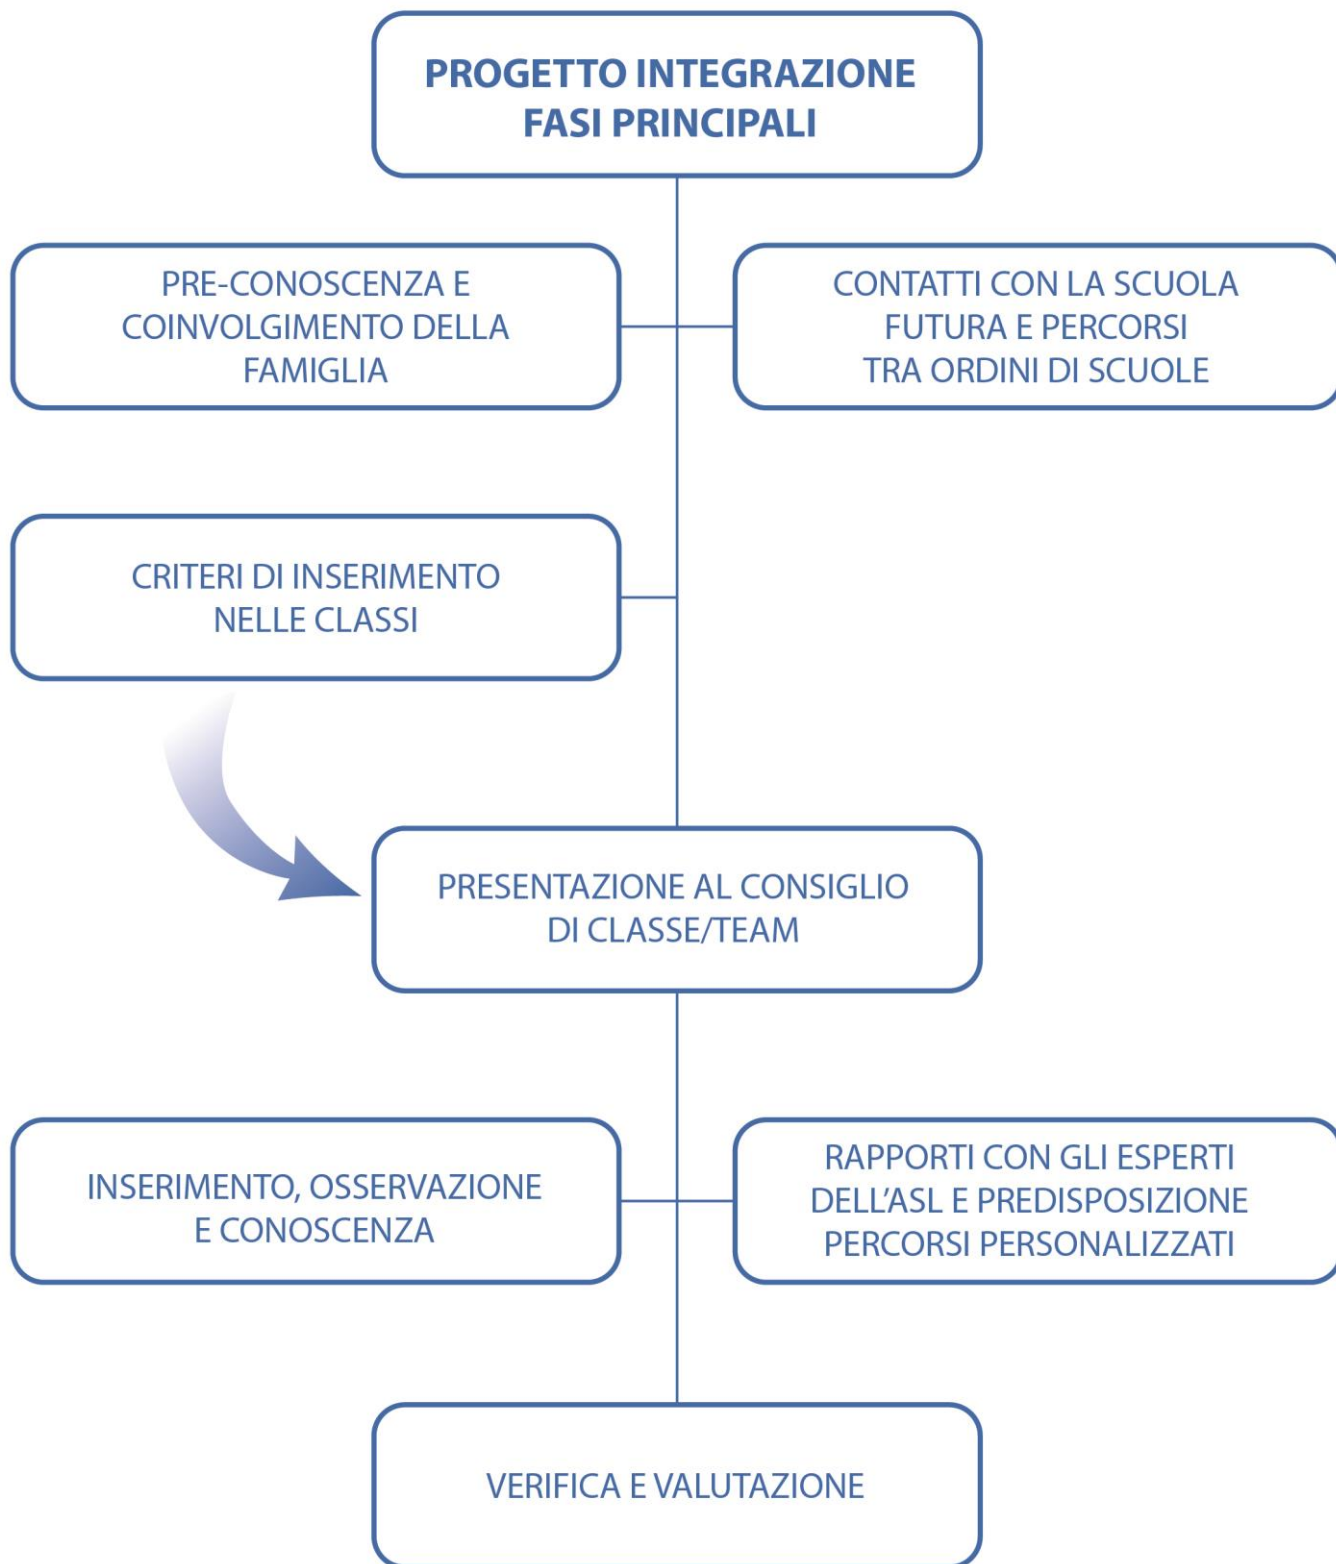 PROGETTO INTEGRAZIONE
FASI PRINCIPALI
PRE-CONOSCENZA E
COINVOLGIMENTO DELLA
FAMIGLIA
CONTATTI CON LA SCUOLA
FUTURA E PERCORSI
TRA ORDINI DI SCUOLE
CRITERI DI INSERIMENTO
NELLE CLASSI
PRESENTAZIONE AL CONSIGLIO
DI CLASSE/TEAM
INSERIMENTO, OSSERVAZIONE
E CONOSCENZA
RAPPORTI CON GLI ESPERTI
DELL'ASL E PREDISPOSIZIONE
PERCORSI PERSONALIZZATI
VERIFICA E VALUTAZIONE